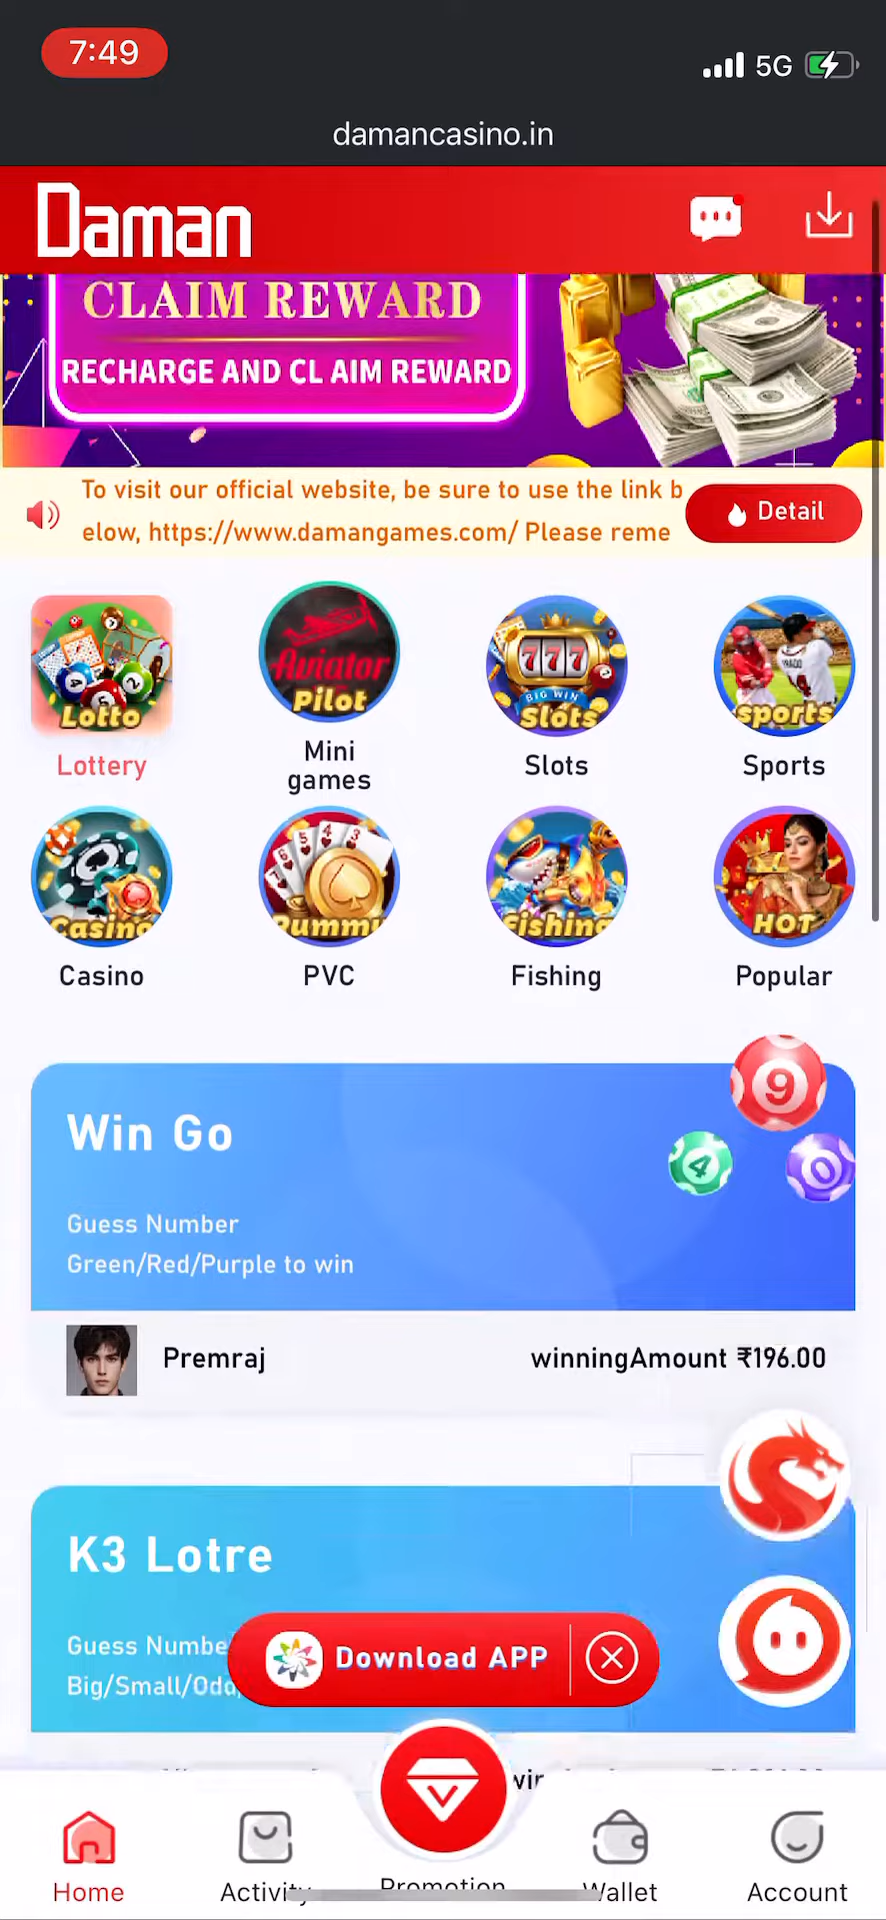 7:49
5G
damancasino.in
Daman
CLAIM REWARD
RECHARGE AND CL AIM REWARD
To visit our official website, be sure to use the link b
elow, https://www.damangames.com/ Please reme
Detail
Lotto
Aviator
Pilot
777
BIG WIN
Slots
sports
Lottery
Mini
games
Slots
Sports
Casino
Rummy
Fishing
HOT
Casino
PVC
Fishing
Popular
Win Go
9
4
0
Guess Number
Green/Red/Purple to win
Premraj
winningAmount ₹196.00
K3 Lotre
Guess Numbe
Big/Small/Odd
Download APP
Home
Activity
Promotion
Wallet
Account